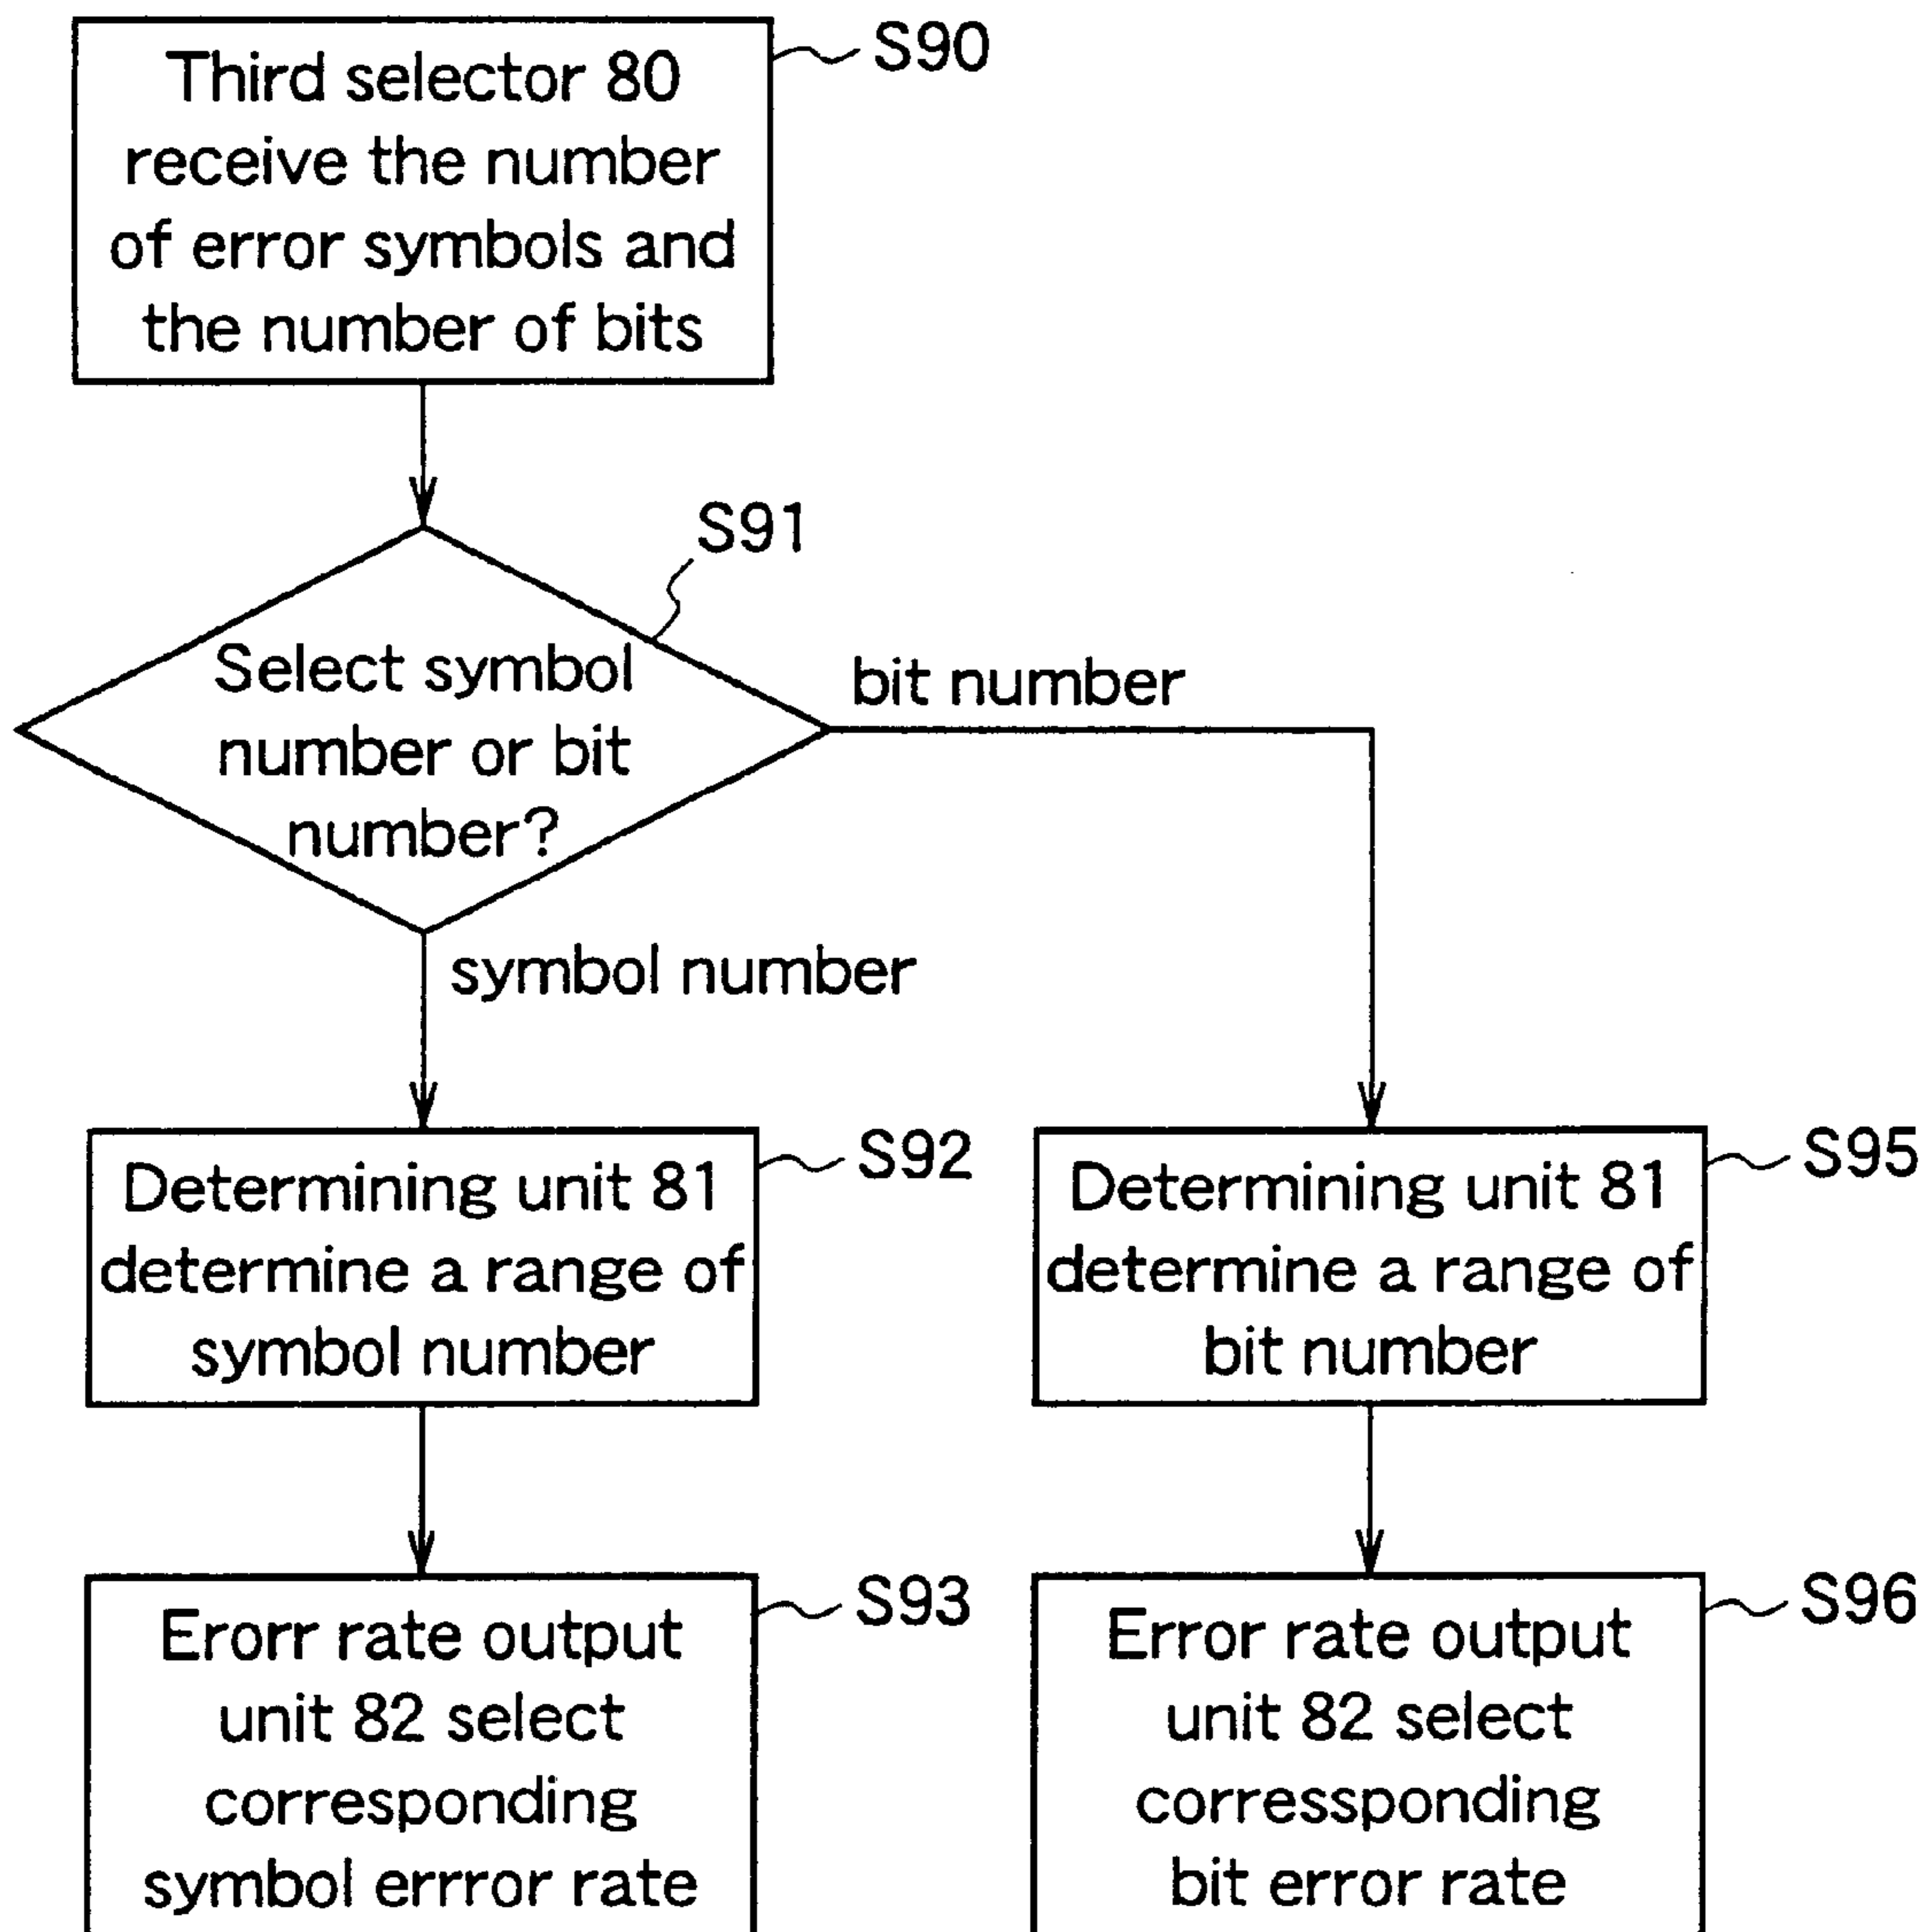 Third selector 80
receive the number
of error symbols and
the number of bits
S90
S91
Select symbol
number or bit
number?
bit number
symbol number
Determining unit 81
determine a range of
symbol number
S92
Determining unit 81
determine a range of
bit number
S95
Erorr rate output
unit 82 select
corresponding
symbol errror rate
S93
Error rate output
unit 82 select
corressponding
bit error rate
S96